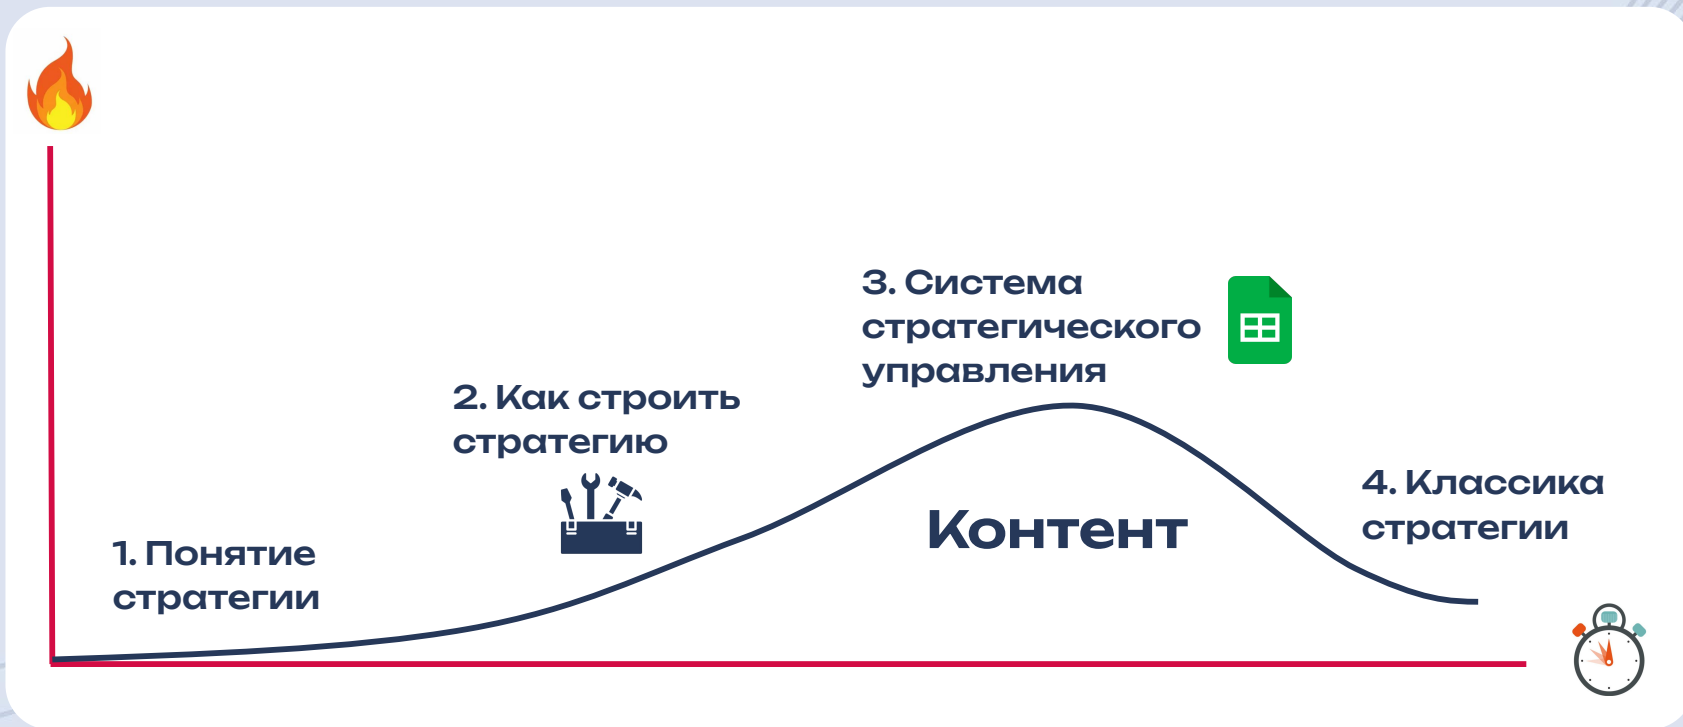 1. Понятие
стратегии
2. Как строить
стратегию
3. Система
стратегического
управления
Контент
4. Классика
стратегии